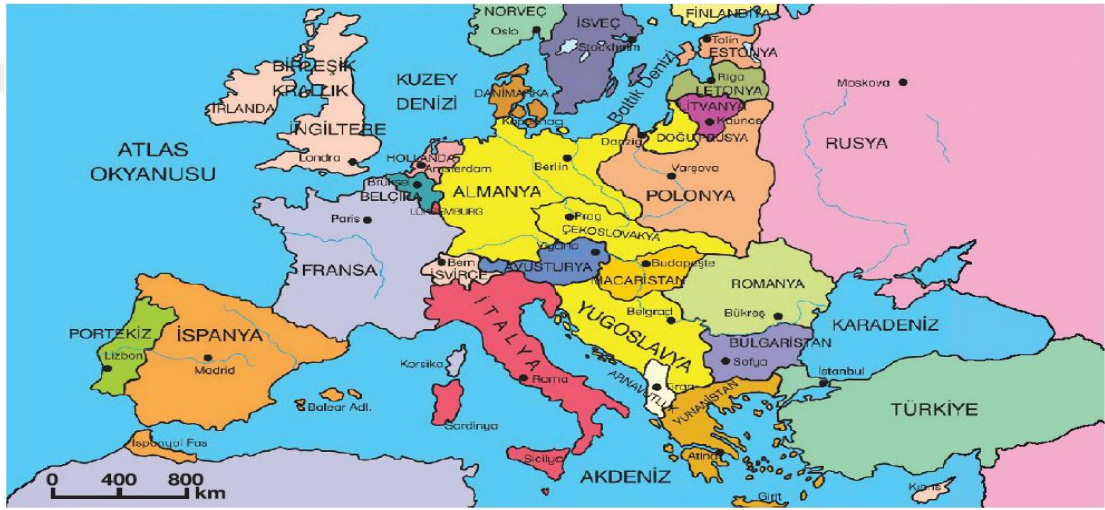 NORVEÇ
Oslo
İSVEÇ
Stockholm
FİNLANDİYA
Talin
ESTONYA
Riga
LETONYA
Baltık Denizi
BİRLEŞİK
KRALLIK
İRLANDA
İNGİLTERE
Londra
KUZEY
DENİZİ
DANİMARKA
Kopenhag
İTVANYA
Kaunas
Moskova
RUSYA
ATLAS
OKYANUSU
HOLLANDA
Amsterdam
Brüksel
BELÇİKA
LÜKSEMBURG
Berlin
ALMANYA
Danzig
DOĞU PRUSYA
Varşova
POLONYA
Paris
FRANSA
Prag
ÇEKOSLOVAKYA
Bern
İSVİRÇE
Viyana
AVUSTURYA
Budapeşte
MACARİSTAN
ROMANYA
Bükreş
PORTEKİZ
Lizbon
İSPANYA
Madrid
Korsika
İTALYA
Roma
YUGOSLAVYA
Belgrad
BULGARİSTAN
Sofya
KARADENİZ
İstanbul
TÜRKİYE
ARNAVUTLUK
Tiran
YUNANİSTAN
Atina
Balear Adl.
Sardinya
Sicilya
AKDENİZ
Girit
Kıbrıs
İspanyol Fas
0 400 800
km